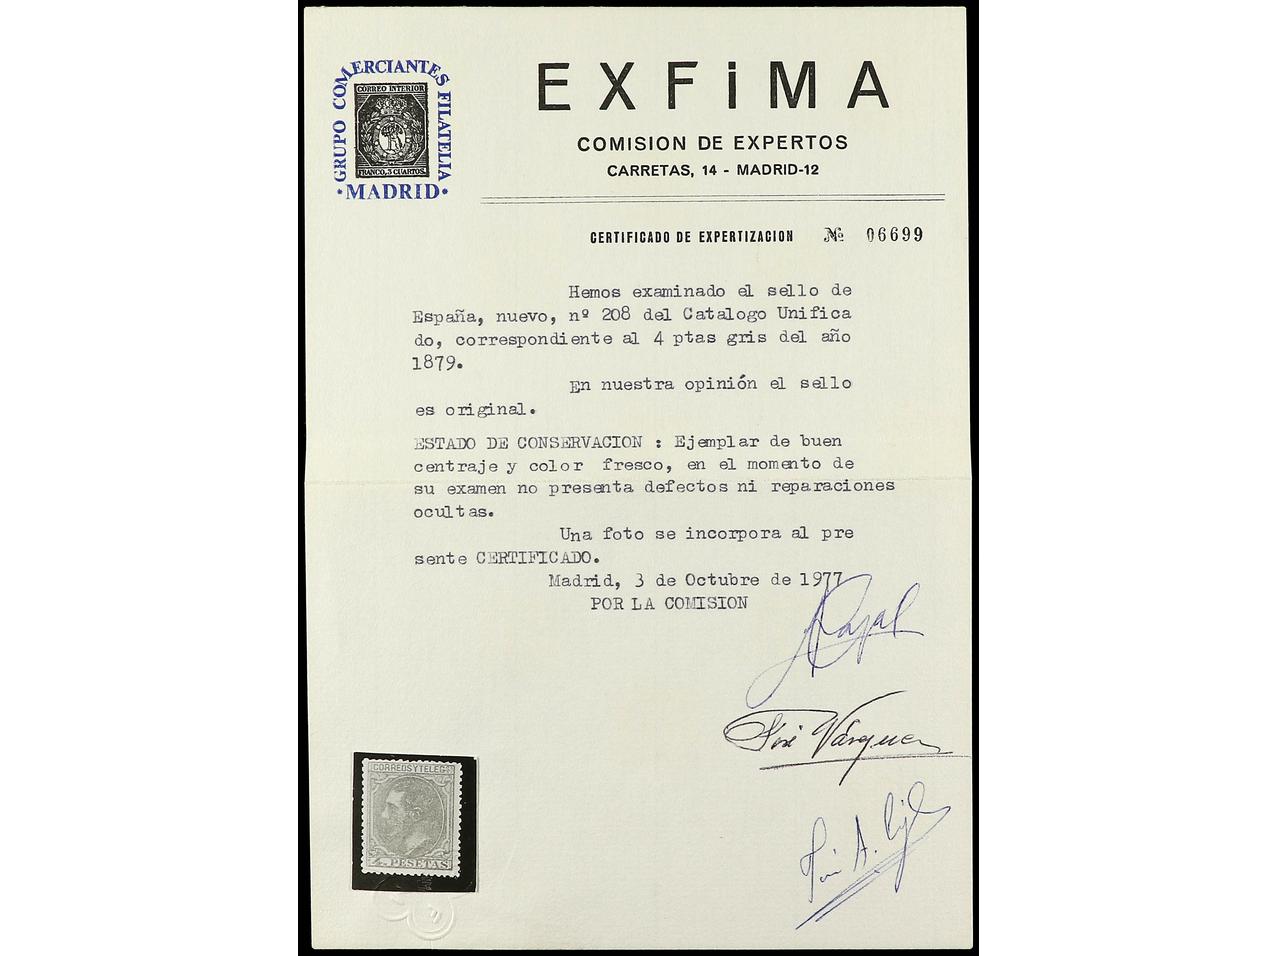 GRUPO COMERCIANTES FILATELIA
· MADRID ·
CORREO INTERIOR
FRANCO, 3 CUARTOS.
EXFiMA
COMISION DE EXPERTOS
CARRETAS, 14 - MADRID-12
CERTIFICADO DE EXPERTIZACION Nº 06699
Hemos examinado el sello de
España, nuevo, nº 208 del Catalogo Unifica
do, correspondiente al 4 ptas gris del año
1879.
En nuestra opinión el sello
es original.
ESTADO DE CONSERVACION : Ejemplar de buen
centraje y color fresco, en el momento de
su examen no presenta defectos ni reparaciones
ocultas.
Una foto se incorpora al pre
sente CERTIFICADO.
Madrid, 3 de Octubre de 1977
POR LA COMISION
José Vázquez
CORREOS Y TELEG
4 PESETAS